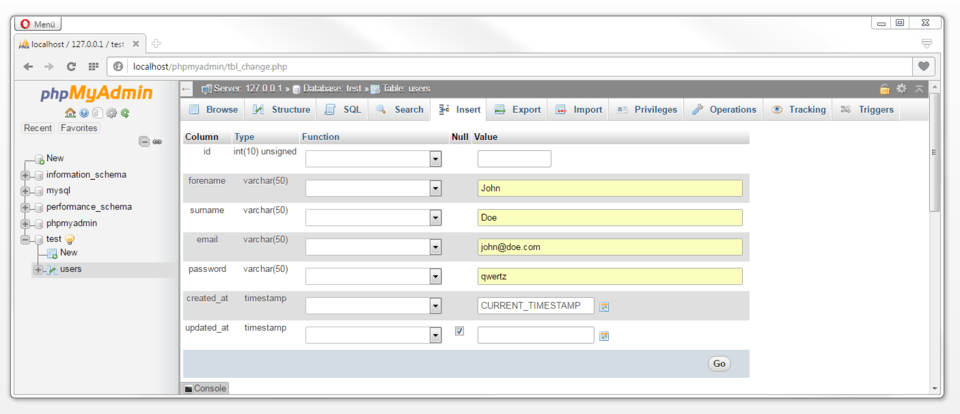 Menü
localhost / 127.0.0.1 / test
localhost/phpmyadmin/tbl_change.php
phpMyAdmin
Recent Favorites
New
information_schema
mysql
performance_schema
phpmyadmin
test
New
users
Server: 127.0.0.1 » Database: test » Table: users
Browse Structure SQL Search Insert Export Import Privileges Operations Tracking Triggers
Column Type Function Null Value
id int(10) unsigned
forename varchar(50) John
surname varchar(50) Doe
email varchar(50) john@doe.com
password varchar(50) qwertz
created_at timestamp CURRENT_TIMESTAMP
updated_at timestamp
Go
Console